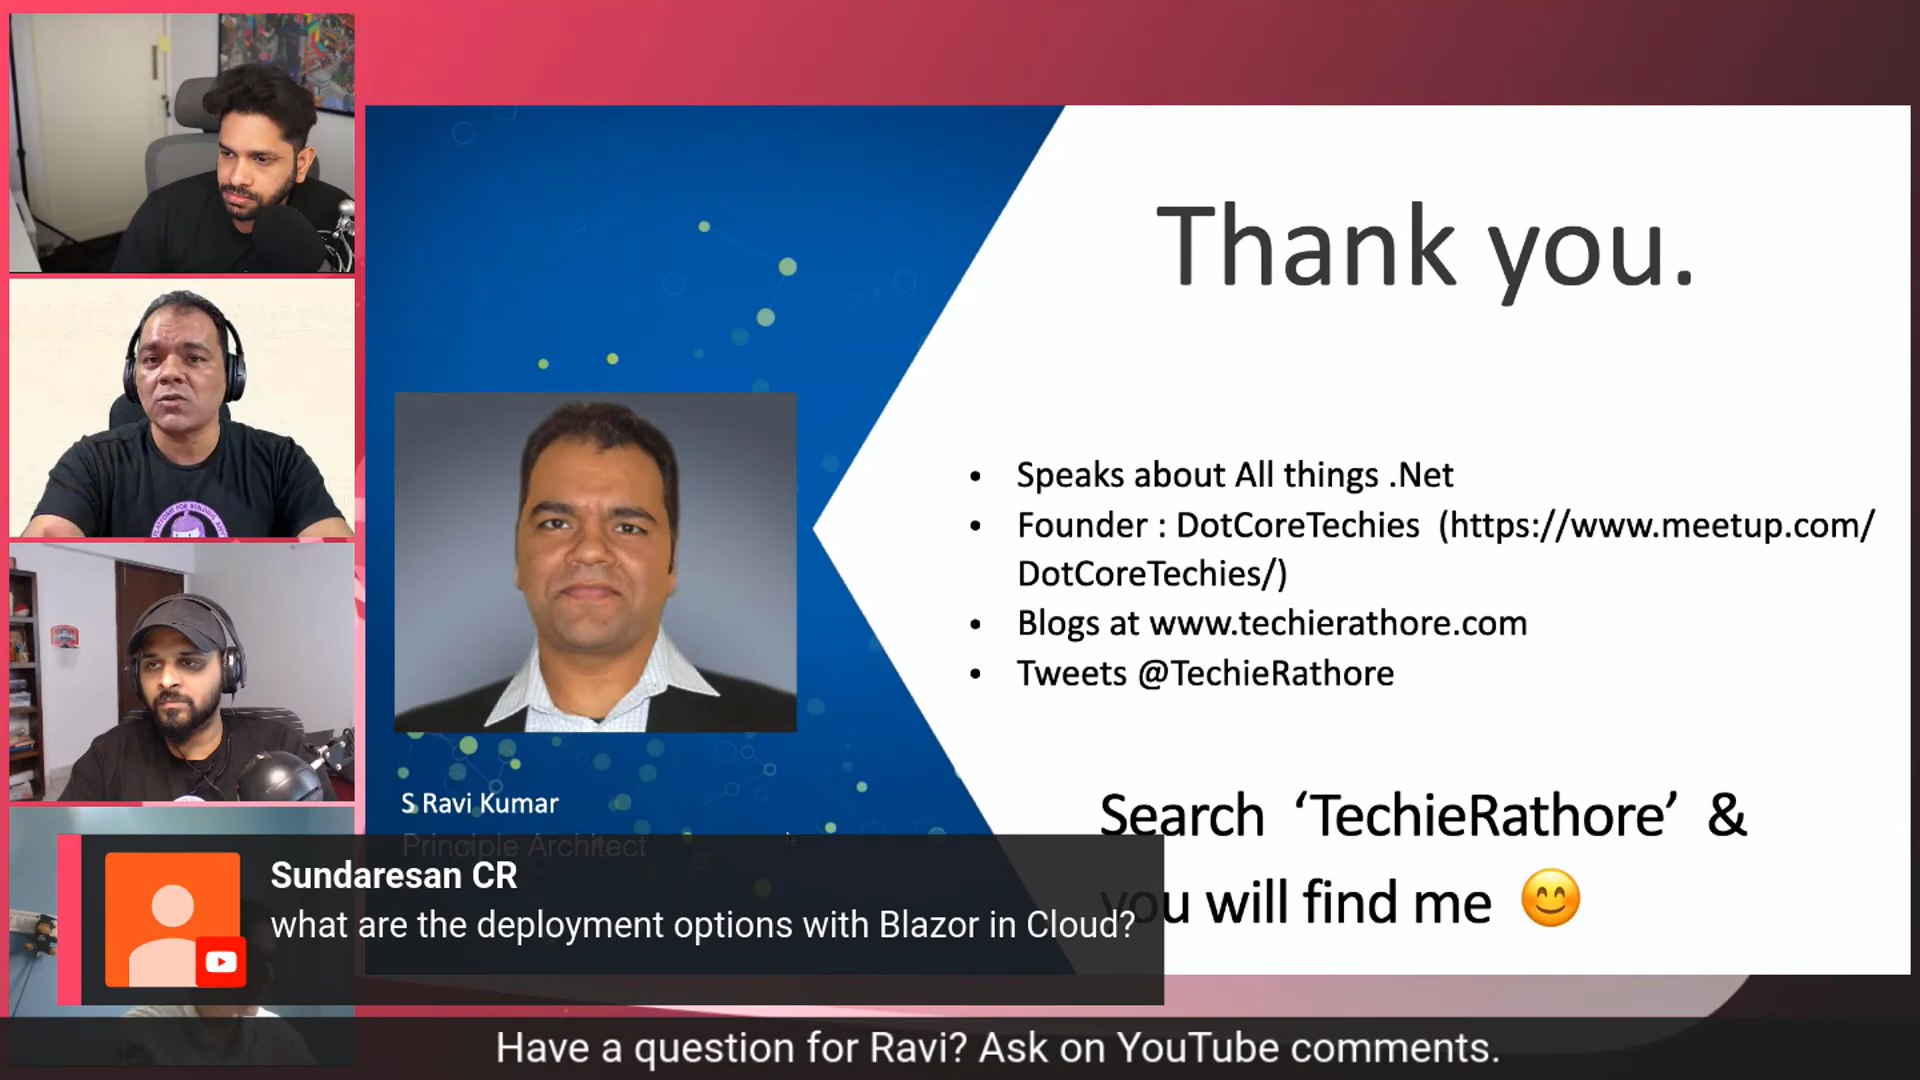 Thank you.
• Speaks about All things .Net
• Founder : DotCoreTechies (https://www.meetup.com/
DotCoreTechies/)
• Blogs at www.techierathore.com
• Tweets @TechieRathore
Search ‘TechieRathore’ &
you will find me 😊
S Ravi Kumar
Principle Architect
Sundaresan CR
what are the deployment options with Blazor in Cloud?
Have a question for Ravi? Ask on YouTube comments.